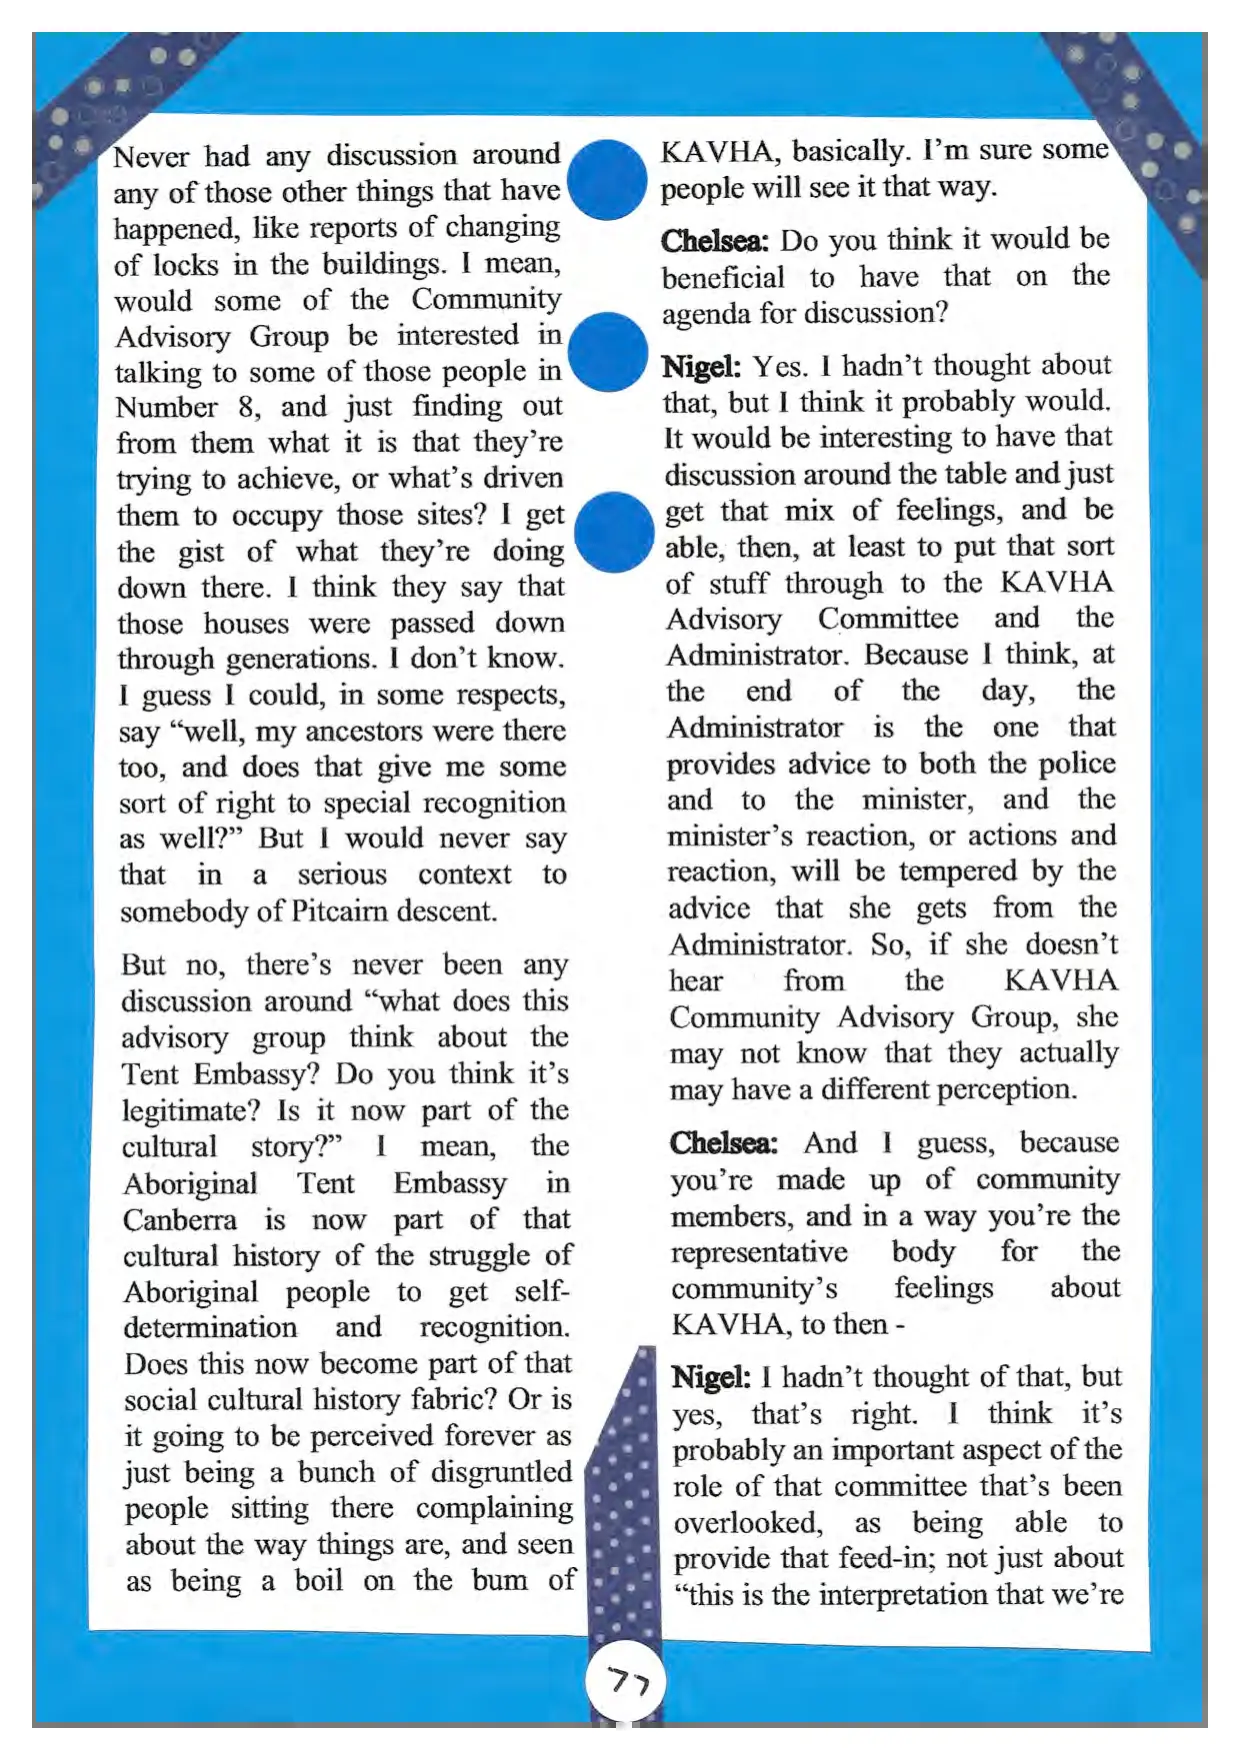 Never had any discussion around
any of those other things that have
happened, like reports of changing
of locks in the buildings. I mean,
would some of the Community
Advisory Group be interested in
talking to some of those people in
Number 8, and just finding out
from them what it is that they're
trying to achieve, or what's driven
them to occupy those sites? I get
the gist of what they're doing
down there. I think they say that
those houses were passed down
through generations. I don't know.
I guess I could, in some respects,
say “well, my ancestors were there
too, and does that give me some
sort of right to special recognition
as well?” But I would never say
that in a serious context to
somebody of Pitcairn descent.
But no, there's never been any
discussion around “what does this
advisory group think about the
Tent Embassy? Do you think it's
legitimate? Is it now part of the
cultural story?” I mean, the
Aboriginal Tent Embassy in
Canberra is now part of that
cultural history of the struggle of
Aboriginal people to get self-
determination and recognition.
Does this now become part of that
social cultural history fabric? Or is
it going to be perceived forever as
just being a bunch of disgruntled
people sitting there complaining
about the way things are, and seen
as being a boil on the bum of
KAVHA, basically. I'm sure some
people will see it that way.
Chelsea: Do you think it would be
beneficial to have that on the
agenda for discussion?
Nigel: Yes. I hadn't thought about
that, but I think it probably would.
It would be interesting to have that
discussion around the table and just
get that mix of feelings, and be
able, then, at least to put that sort
of stuff through to the KAVHA
Advisory Committee and the
Administrator. Because I think, at
the end of the day, the
Administrator is the one that
provides advice to both the police
and to the minister, and the
minister's reaction, or actions and
reaction, will be tempered by the
advice that she gets from the
Administrator. So, if she doesn't
hear from the KAVHA
Community Advisory Group, she
may not know that they actually
may have a different perception.
Chelsea: And I guess, because
you're made up of community
members, and in a way you're the
representative body for the
community's feelings about
KAVHA, to then -
Nigel: I hadn't thought of that, but
yes, that's right. I think it's
probably an important aspect of the
role of that committee that's been
overlooked, as being able to
provide that feed-in; not just about
“this is the interpretation that we're
77